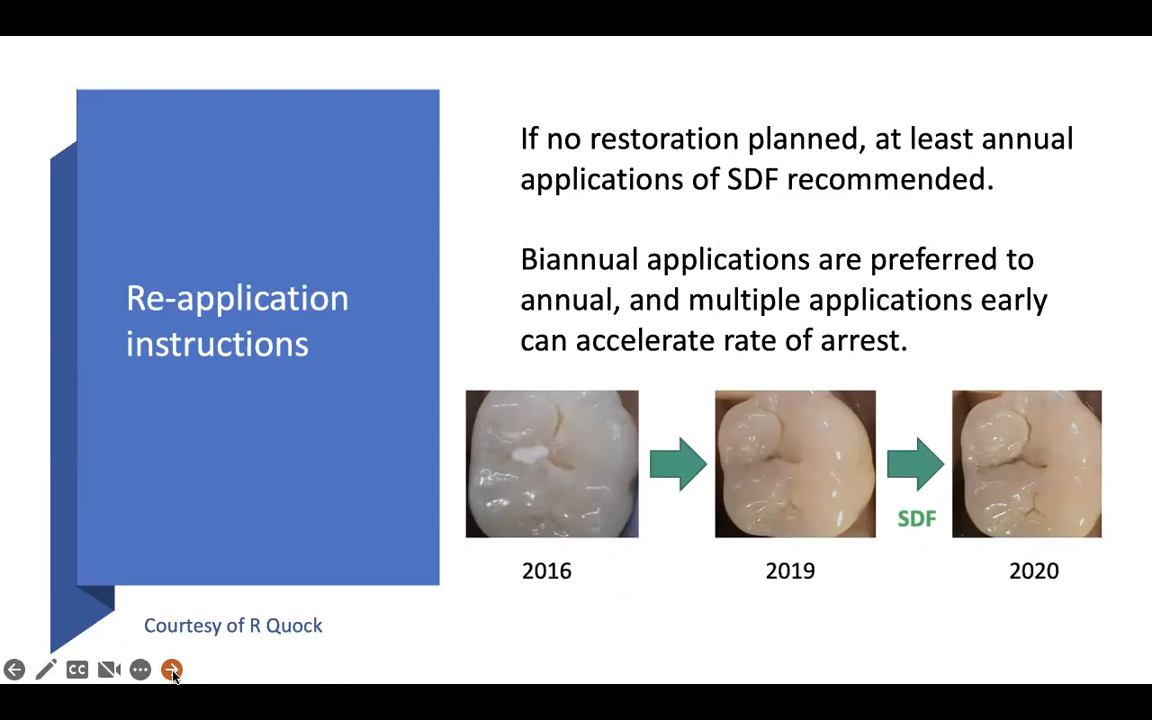 Re-application
instructions
If no restoration planned, at least annual
applications of SDF recommended.
Biannual applications are preferred to
annual, and multiple applications early
can accelerate rate of arrest.
SDF
2016
2019
2020
Courtesy of R Quock
CC